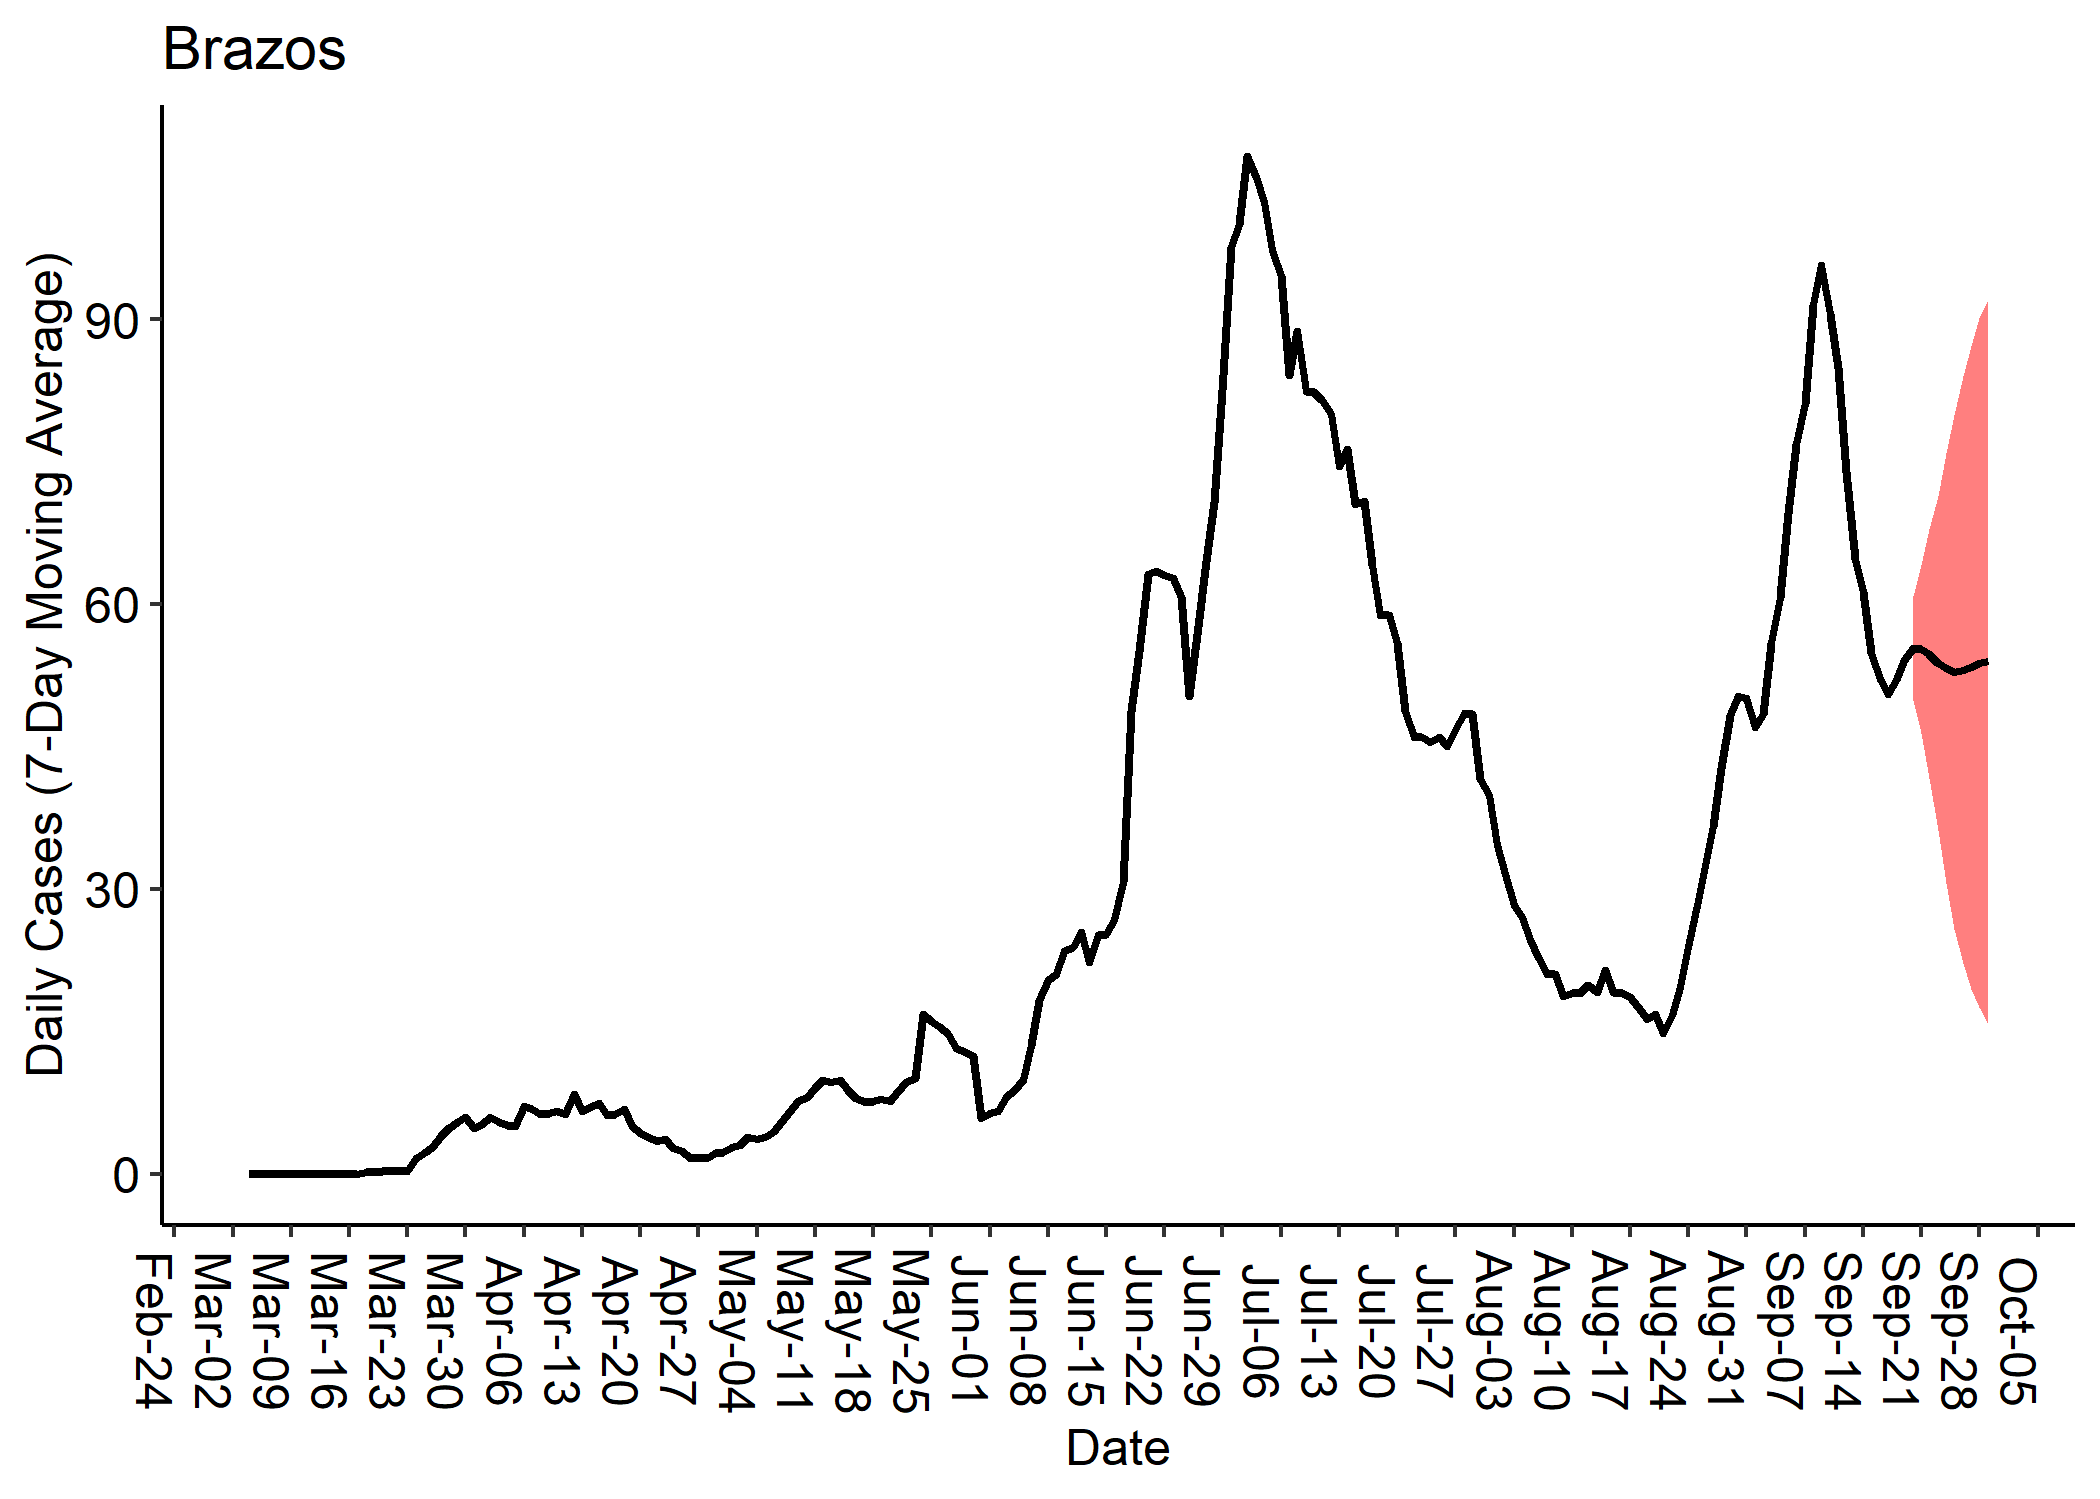 Brazos
Daily Cases (7-Day Moving Average)
90
60
30
0
Feb-24
Mar-02
Mar-09
Mar-16
Mar-23
Mar-30
Apr-06
Apr-13
Apr-20
Apr-27
May-04
May-11
May-18
May-25
Jun-01
Jun-08
Jun-15
Jun-22
Jun-29
Jul-06
Jul-13
Jul-20
Jul-27
Aug-03
Aug-10
Aug-17
Aug-24
Aug-31
Sep-07
Sep-14
Sep-21
Sep-28
Oct-05
Date